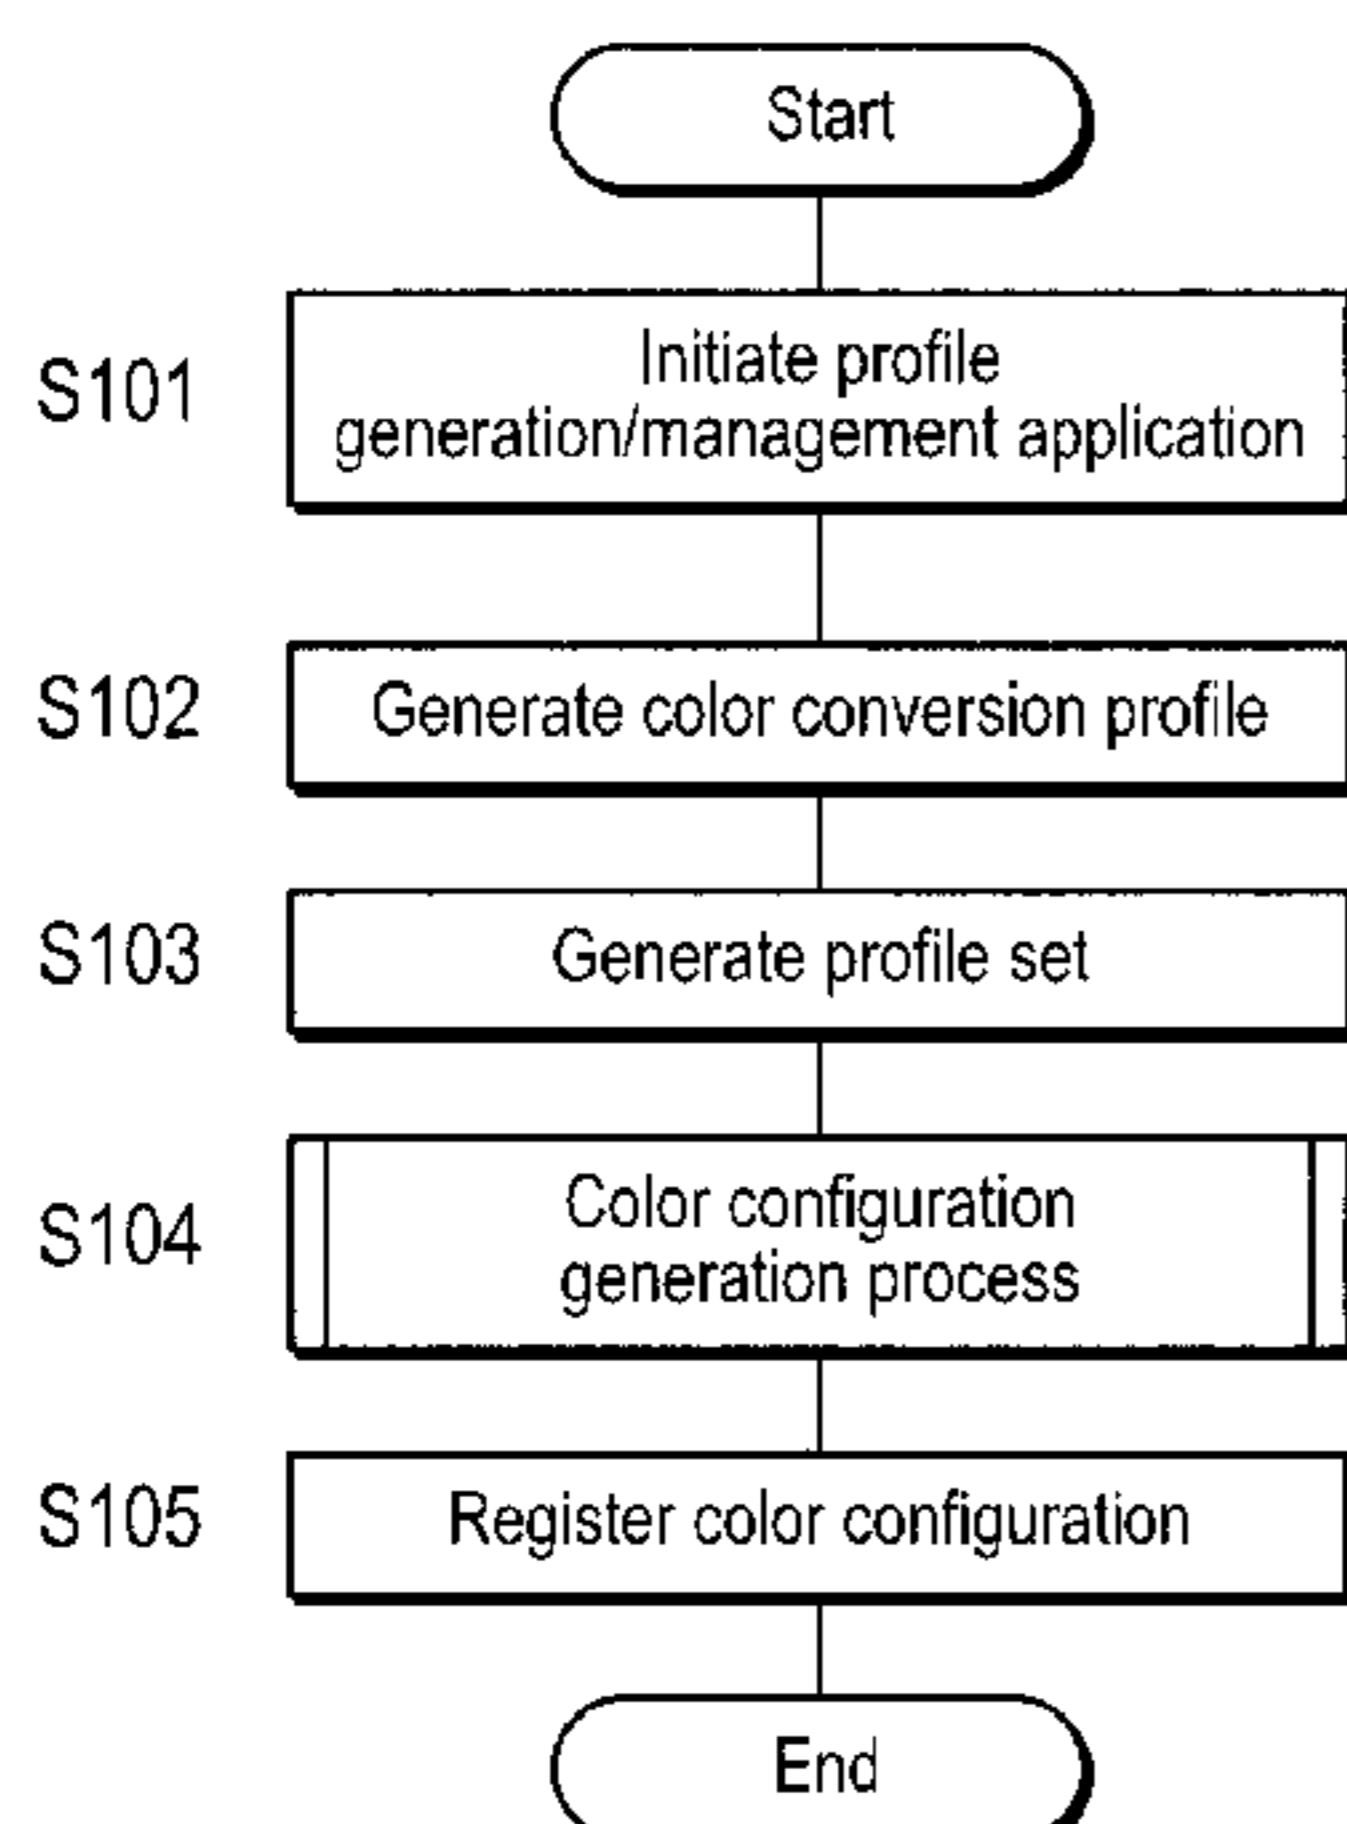 Start
S101
Initiate profile
generation/management application
S102
Generate color conversion profile
S103
Generate profile set
S104
Color configuration
generation process
S105
Register color configuration
End